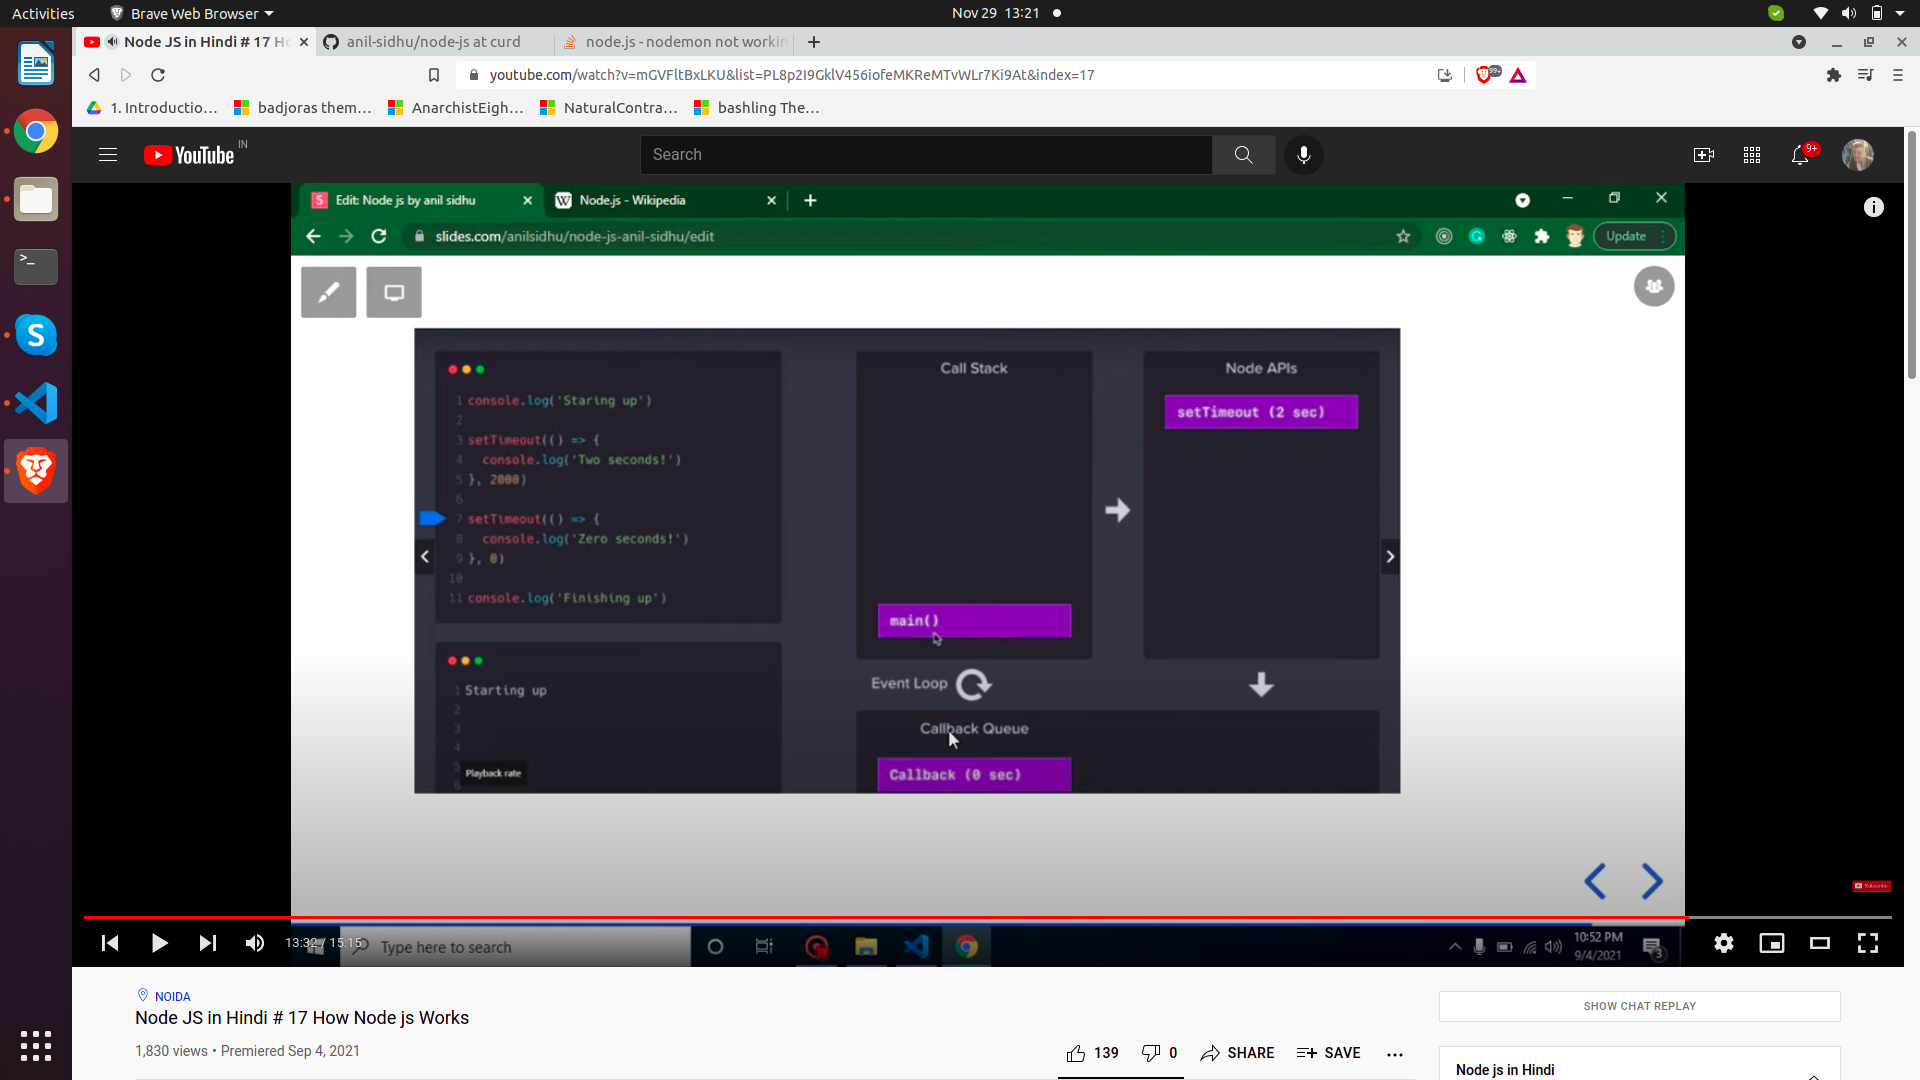 Activities
Brave Web Browser
Nov 29 13:21
Node JS in Hindi # 17 Ho
anil-sidhu/node-js at curd
node.js - nodemon not workin
youtube.com/watch?v=mGVFltBxLKU&list=PL8p2I9GklV456iofeMKReMTvWLr7Ki9At&index=17
99+
1. Introductio...
badjoras them...
AnarchistEigh...
NaturalContra...
bashling The...
YouTube IN
Search
9+
Edit: Node js by anil sidhu
Node.js - Wikipedia
slides.com/anilsidhu/node-js-anil-sidhu/edit
Update
1 console.log('Staring up')
2
3 setTimeout(() => {
4 console.log('Two seconds!')
5 }, 2000)
6
7 setTimeout(() => {
8 console.log('Zero seconds!')
9 }, 0)
10
11 console.log('Finishing up')
Call Stack
main()
Node APIs
setTimeout (2 sec)
Event Loop
Callback Queue
Callback (0 sec)
1 Starting up
2
3
4
5
6
Playback rate
Subscribe
13:32 / 15:15
Type here to search
10:52 PM
9/4/2021
3
NOIDA
Node JS in Hindi # 17 How Node js Works
1,830 views • Premiered Sep 4, 2021
139
0
SHARE
SAVE
SHOW CHAT REPLAY
Node js in Hindi